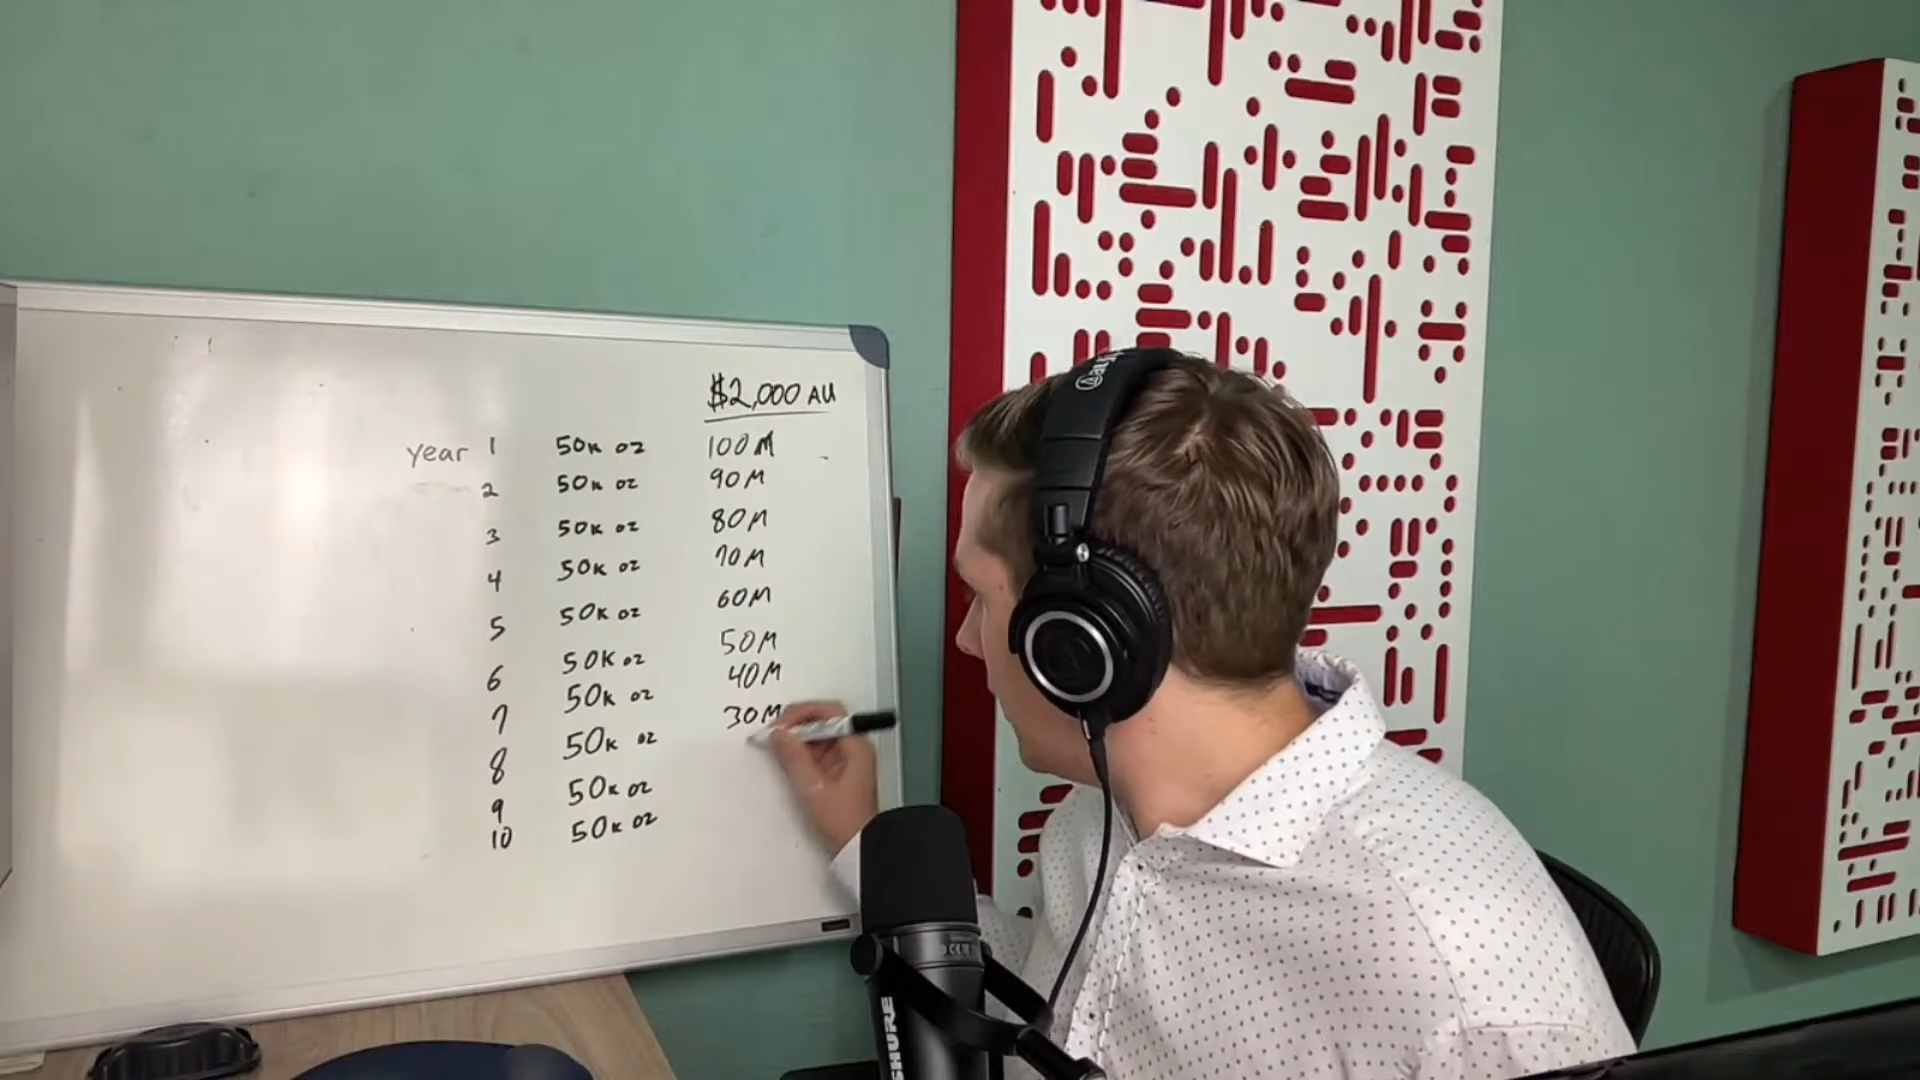 $2,000 AU
year 1 50K oz 100M
2 50K oz 90M
3 50K oz 80M
4 50K oz 70M
5 50K oz 60M
6 50K oz 50M
7 50K oz 40M
8 50K oz 30M
9 50K oz
10 50K oz
SHURE